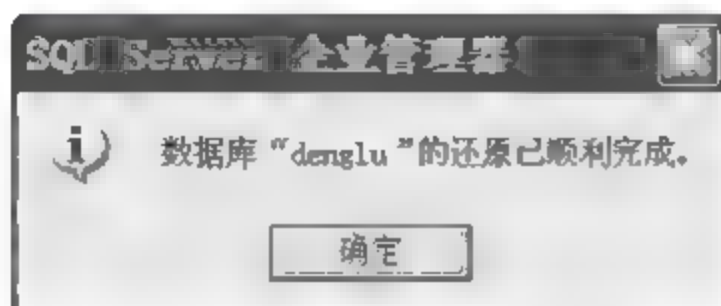 SQL Server 企业管理器
数据库 “denglu ”的还原已顺利完成。
确定